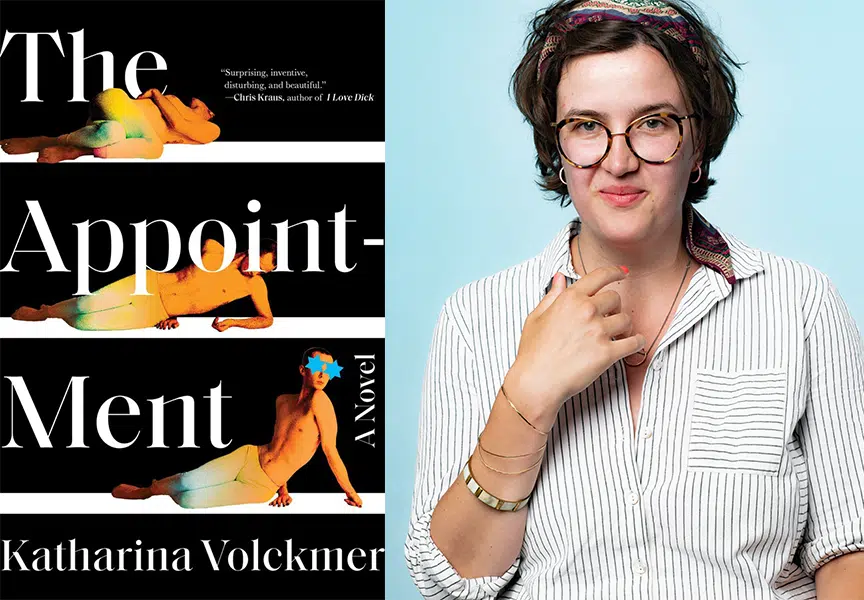 The
“Surprising, inventive,
disturbing, and beautiful.”
—Chris Kraus, author of I Love Dick
Appoint-
Ment
A Novel
Katharina Volckmer